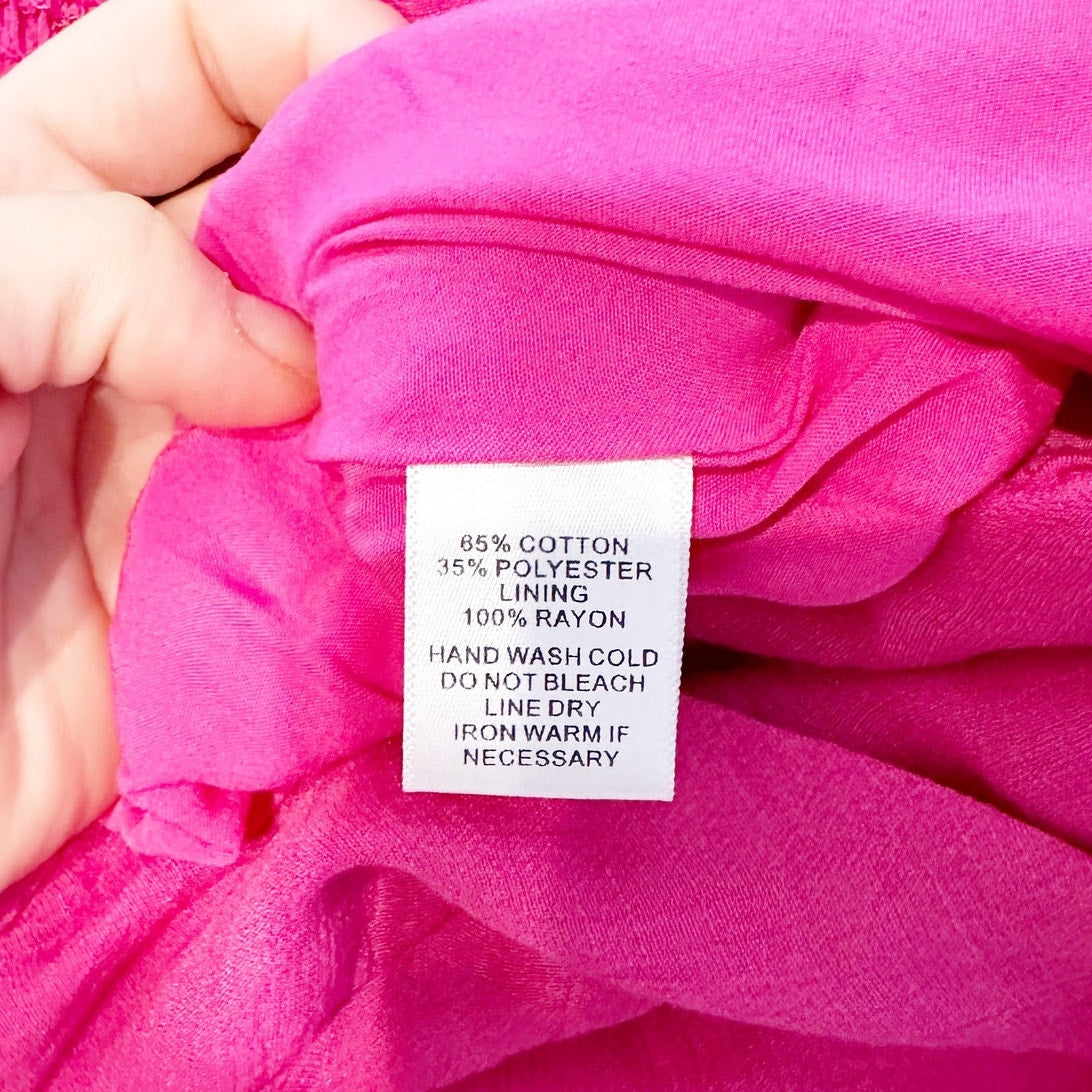 65% COTTON
35% POLYESTER
LINING
100% RAYON
HAND WASH COLD
DO NOT BLEACH
LINE DRY
IRON WARM IF
NECESSARY